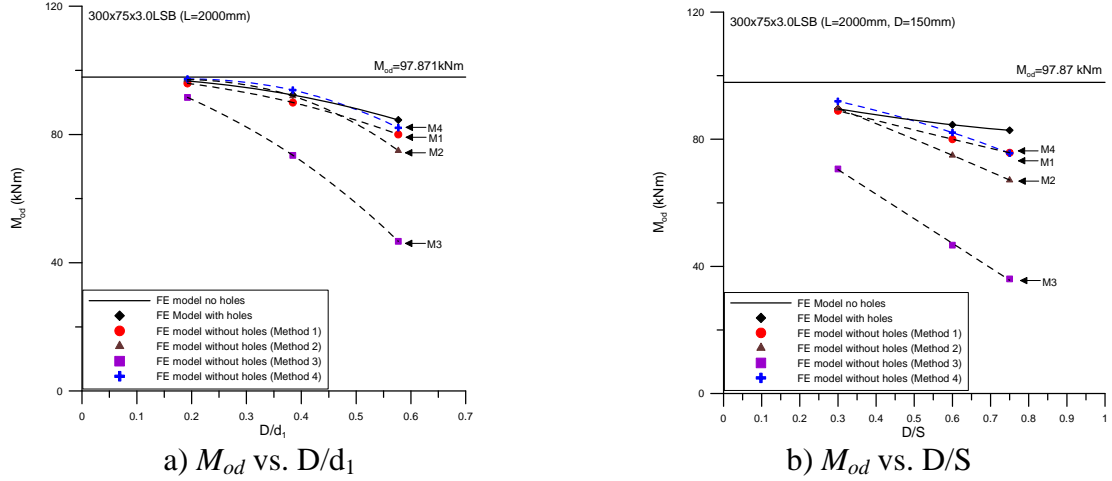 300x75x3.0LSB (L=2000mm)
M_od=97.871kNm
120
80
40
0
M_od (kNm)
M4
M1
M2
M3
FE model no holes
FE Model with holes
FE model without holes (Method 1)
FE model without holes (Method 2)
FE model without holes (Method 3)
FE model without holes (Method 4)
0 0.1 0.2 0.3 0.4 0.5 0.6 0.7
D/d₁
a) M_od vs. D/d₁
300x75x3.0LSB (L=2000mm, D=150mm)
M_od=97.87 kNm
120
80
40
0
M_od (kNm)
M4
M1
M2
M3
FE Model no holes
FE Model with holes
FE model without holes (Method 1)
FE model without holes (Method 2)
FE model without holes (Method 3)
FE model without holes (Method 4)
0 0.1 0.2 0.3 0.4 0.5 0.6 0.7 0.8 0.9 1
D/S
b) M_od vs. D/S